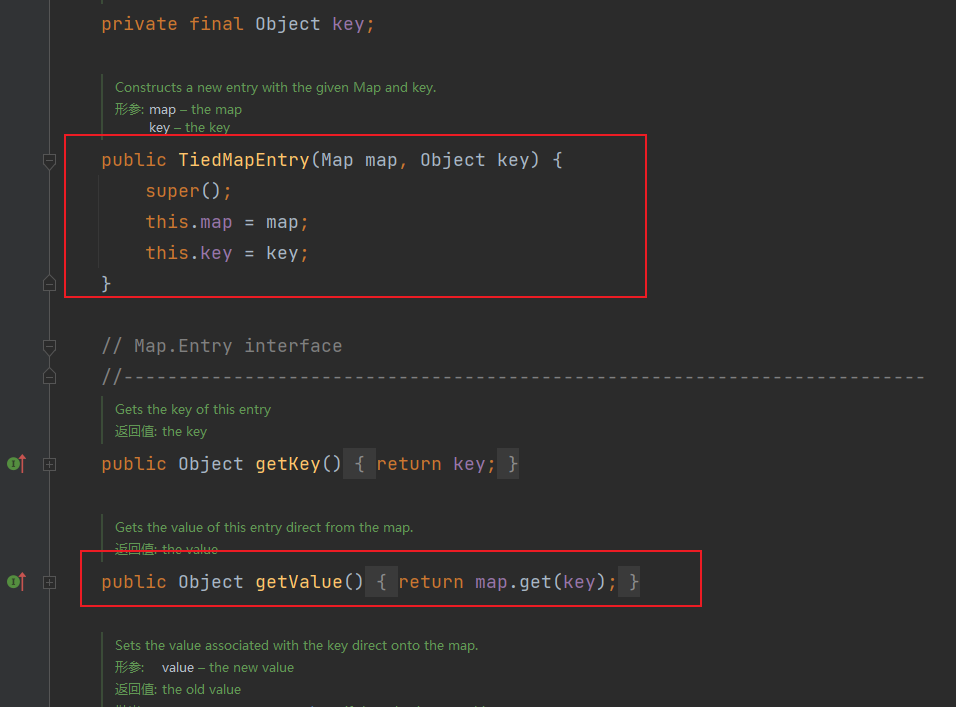 private final Object key;
Constructs a new entry with the given Map and key.
形参: map – the map
key – the key
public TiedMapEntry(Map map, Object key) {
super();
this.map = map;
this.key = key;
}
// Map.Entry interface
//-------------------------------------------------------------------------
Gets the key of this entry
返回值: the key
public Object getKey() { return key; }
Gets the value of this entry direct from the map.
返回值: the value
public Object getValue() { return map.get(key); }
Sets the value associated with the key direct onto the map.
形参: value – the new value
返回值: the old value